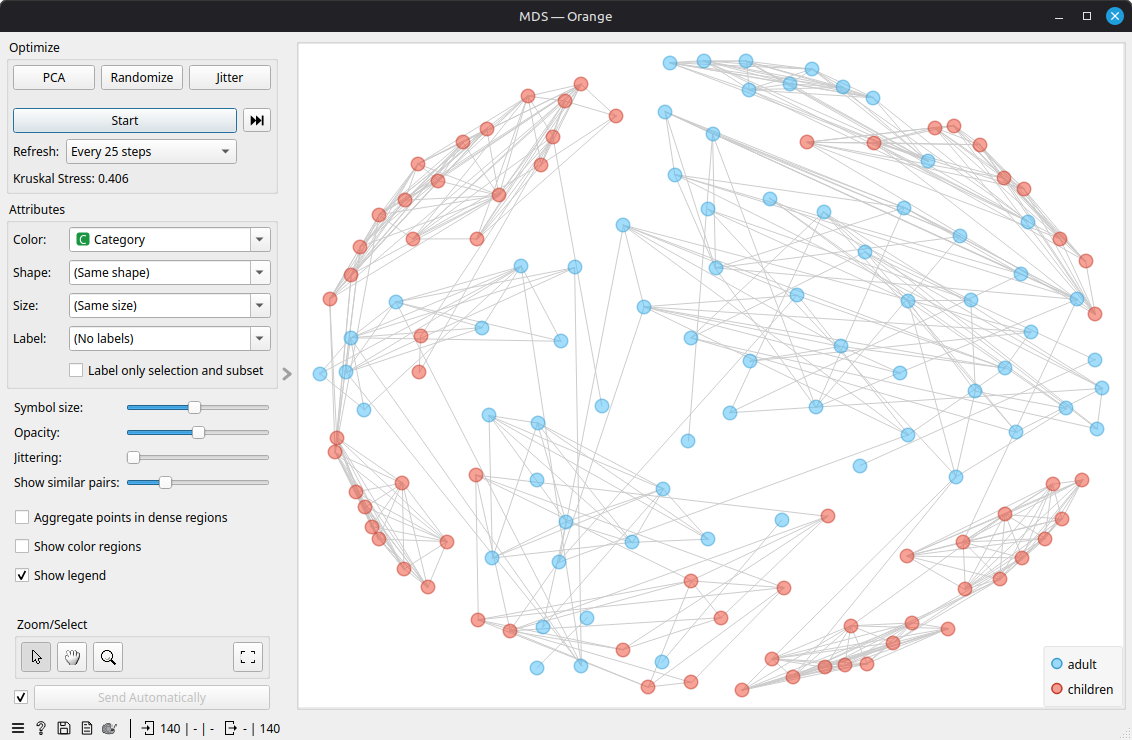 MDS — Orange
Optimize
PCA Randomize Jitter
Start
Refresh: Every 25 steps
Kruskal Stress: 0.406
Attributes
Color: C Category
Shape: (Same shape)
Size: (Same size)
Label: (No labels)
Label only selection and subset
Symbol size:
Opacity:
Jittering:
Show similar pairs:
Aggregate points in dense regions
Show color regions
Show legend
Zoom/Select
Send Automatically
adult
children
? 140 | - | - - | 140